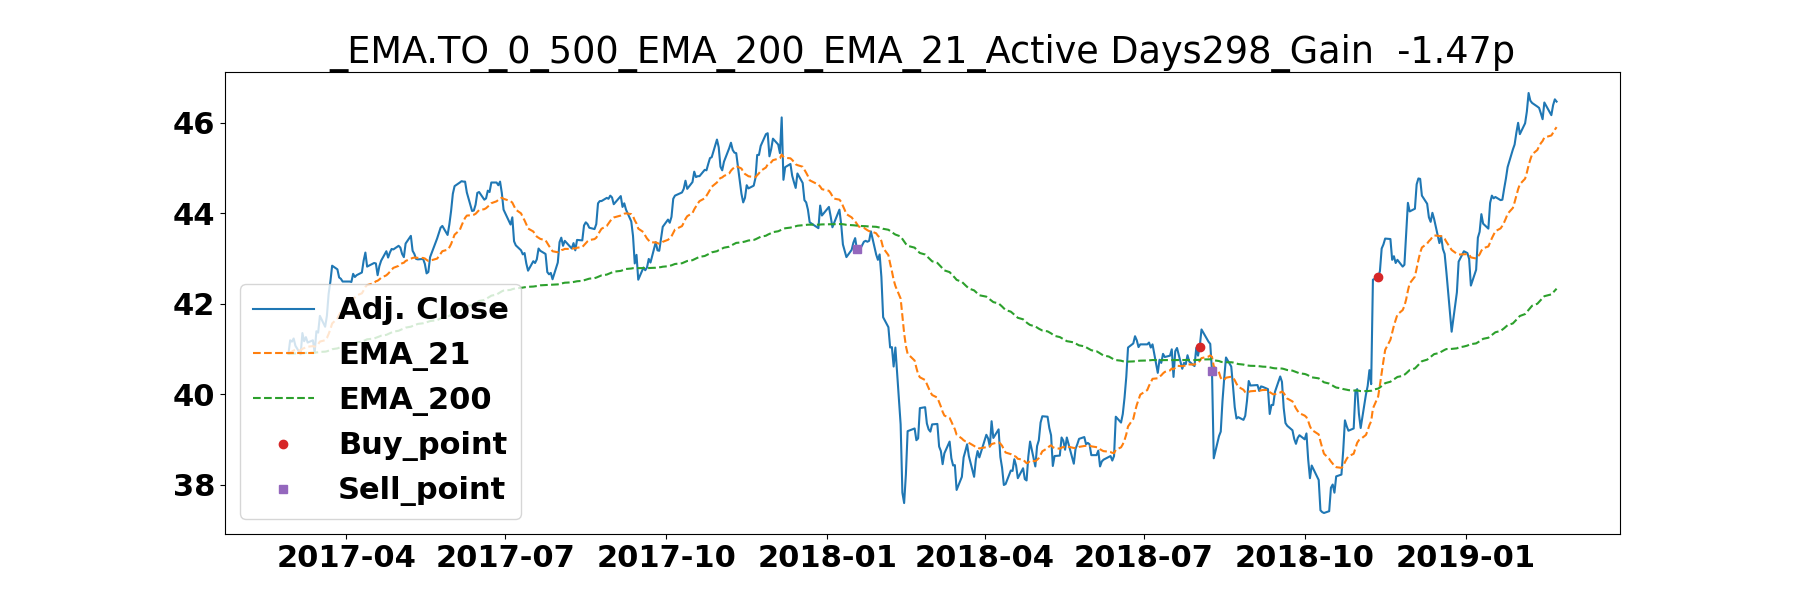 _EMA.TO_0_500_EMA_200_EMA_21_Active Days298_Gain  -1.47p
46
44
42
40
38
Adj. Close
EMA_21
EMA_200
Buy_point
Sell_point
2017-04 2017-07 2017-10 2018-01 2018-04 2018-07 2018-10 2019-01